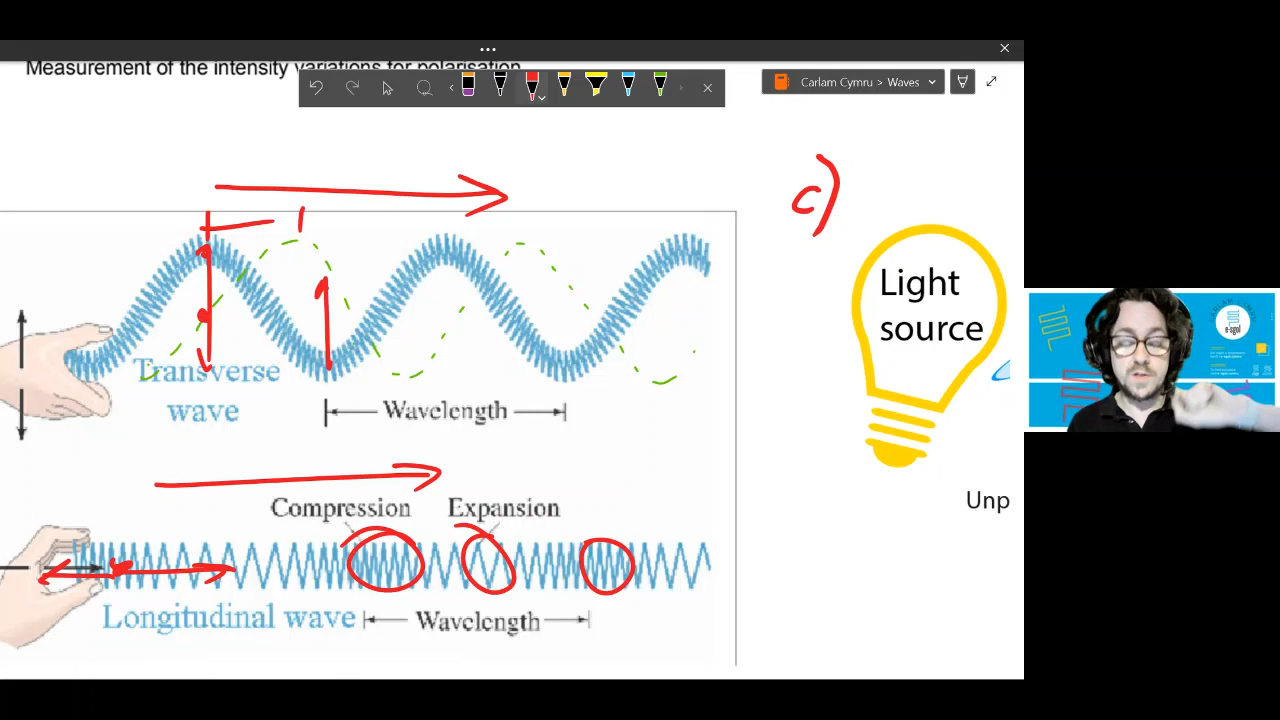 Measurement of the intensity variations for polarisation
Carlam Cymru > Waves
c)
Light
source
Transverse
wave
Wavelength
Unp
Compression Expansion
Longitudinal wave
Wavelength
e-sgol